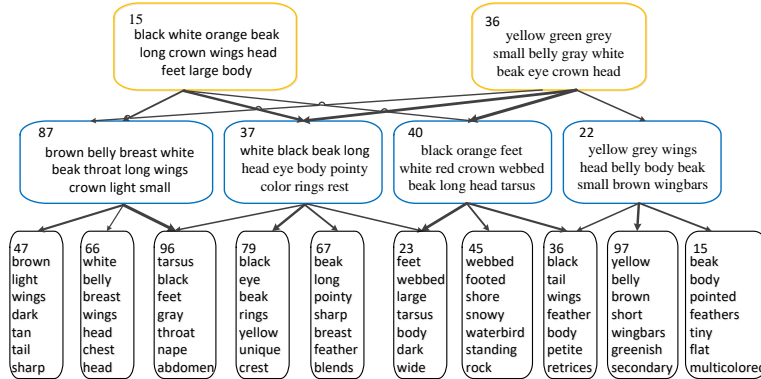 15
black white orange beak
long crown wings head
feet large body
36
yellow green grey
small belly gray white
beak eye crown head
87
brown belly breast white
beak throat long wings
crown light small
37
white black beak long
head eye body pointy
color rings rest
40
black orange feet
white red crown webbed
beak long head tarsus
22
yellow grey wings
head belly body beak
small brown wingbars
47
brown
light
wings
dark
tan
tail
sharp
66
white
belly
breast
wings
head
chest
head
96
tarsus
black
feet
gray
throat
nape
abdomen
79
black
eye
beak
rings
yellow
unique
crest
67
beak
long
pointy
sharp
breast
feather
blends
23
feet
webbed
large
tarsus
body
dark
wide
45
webbed
footed
shore
snowy
waterbird
standing
rock
36
black
tail
wings
feather
body
petite
retrices
97
yellow
belly
brown
short
wingbars
greenish
secondary
15
beak
body
pointed
feathers
tiny
flat
multicolored